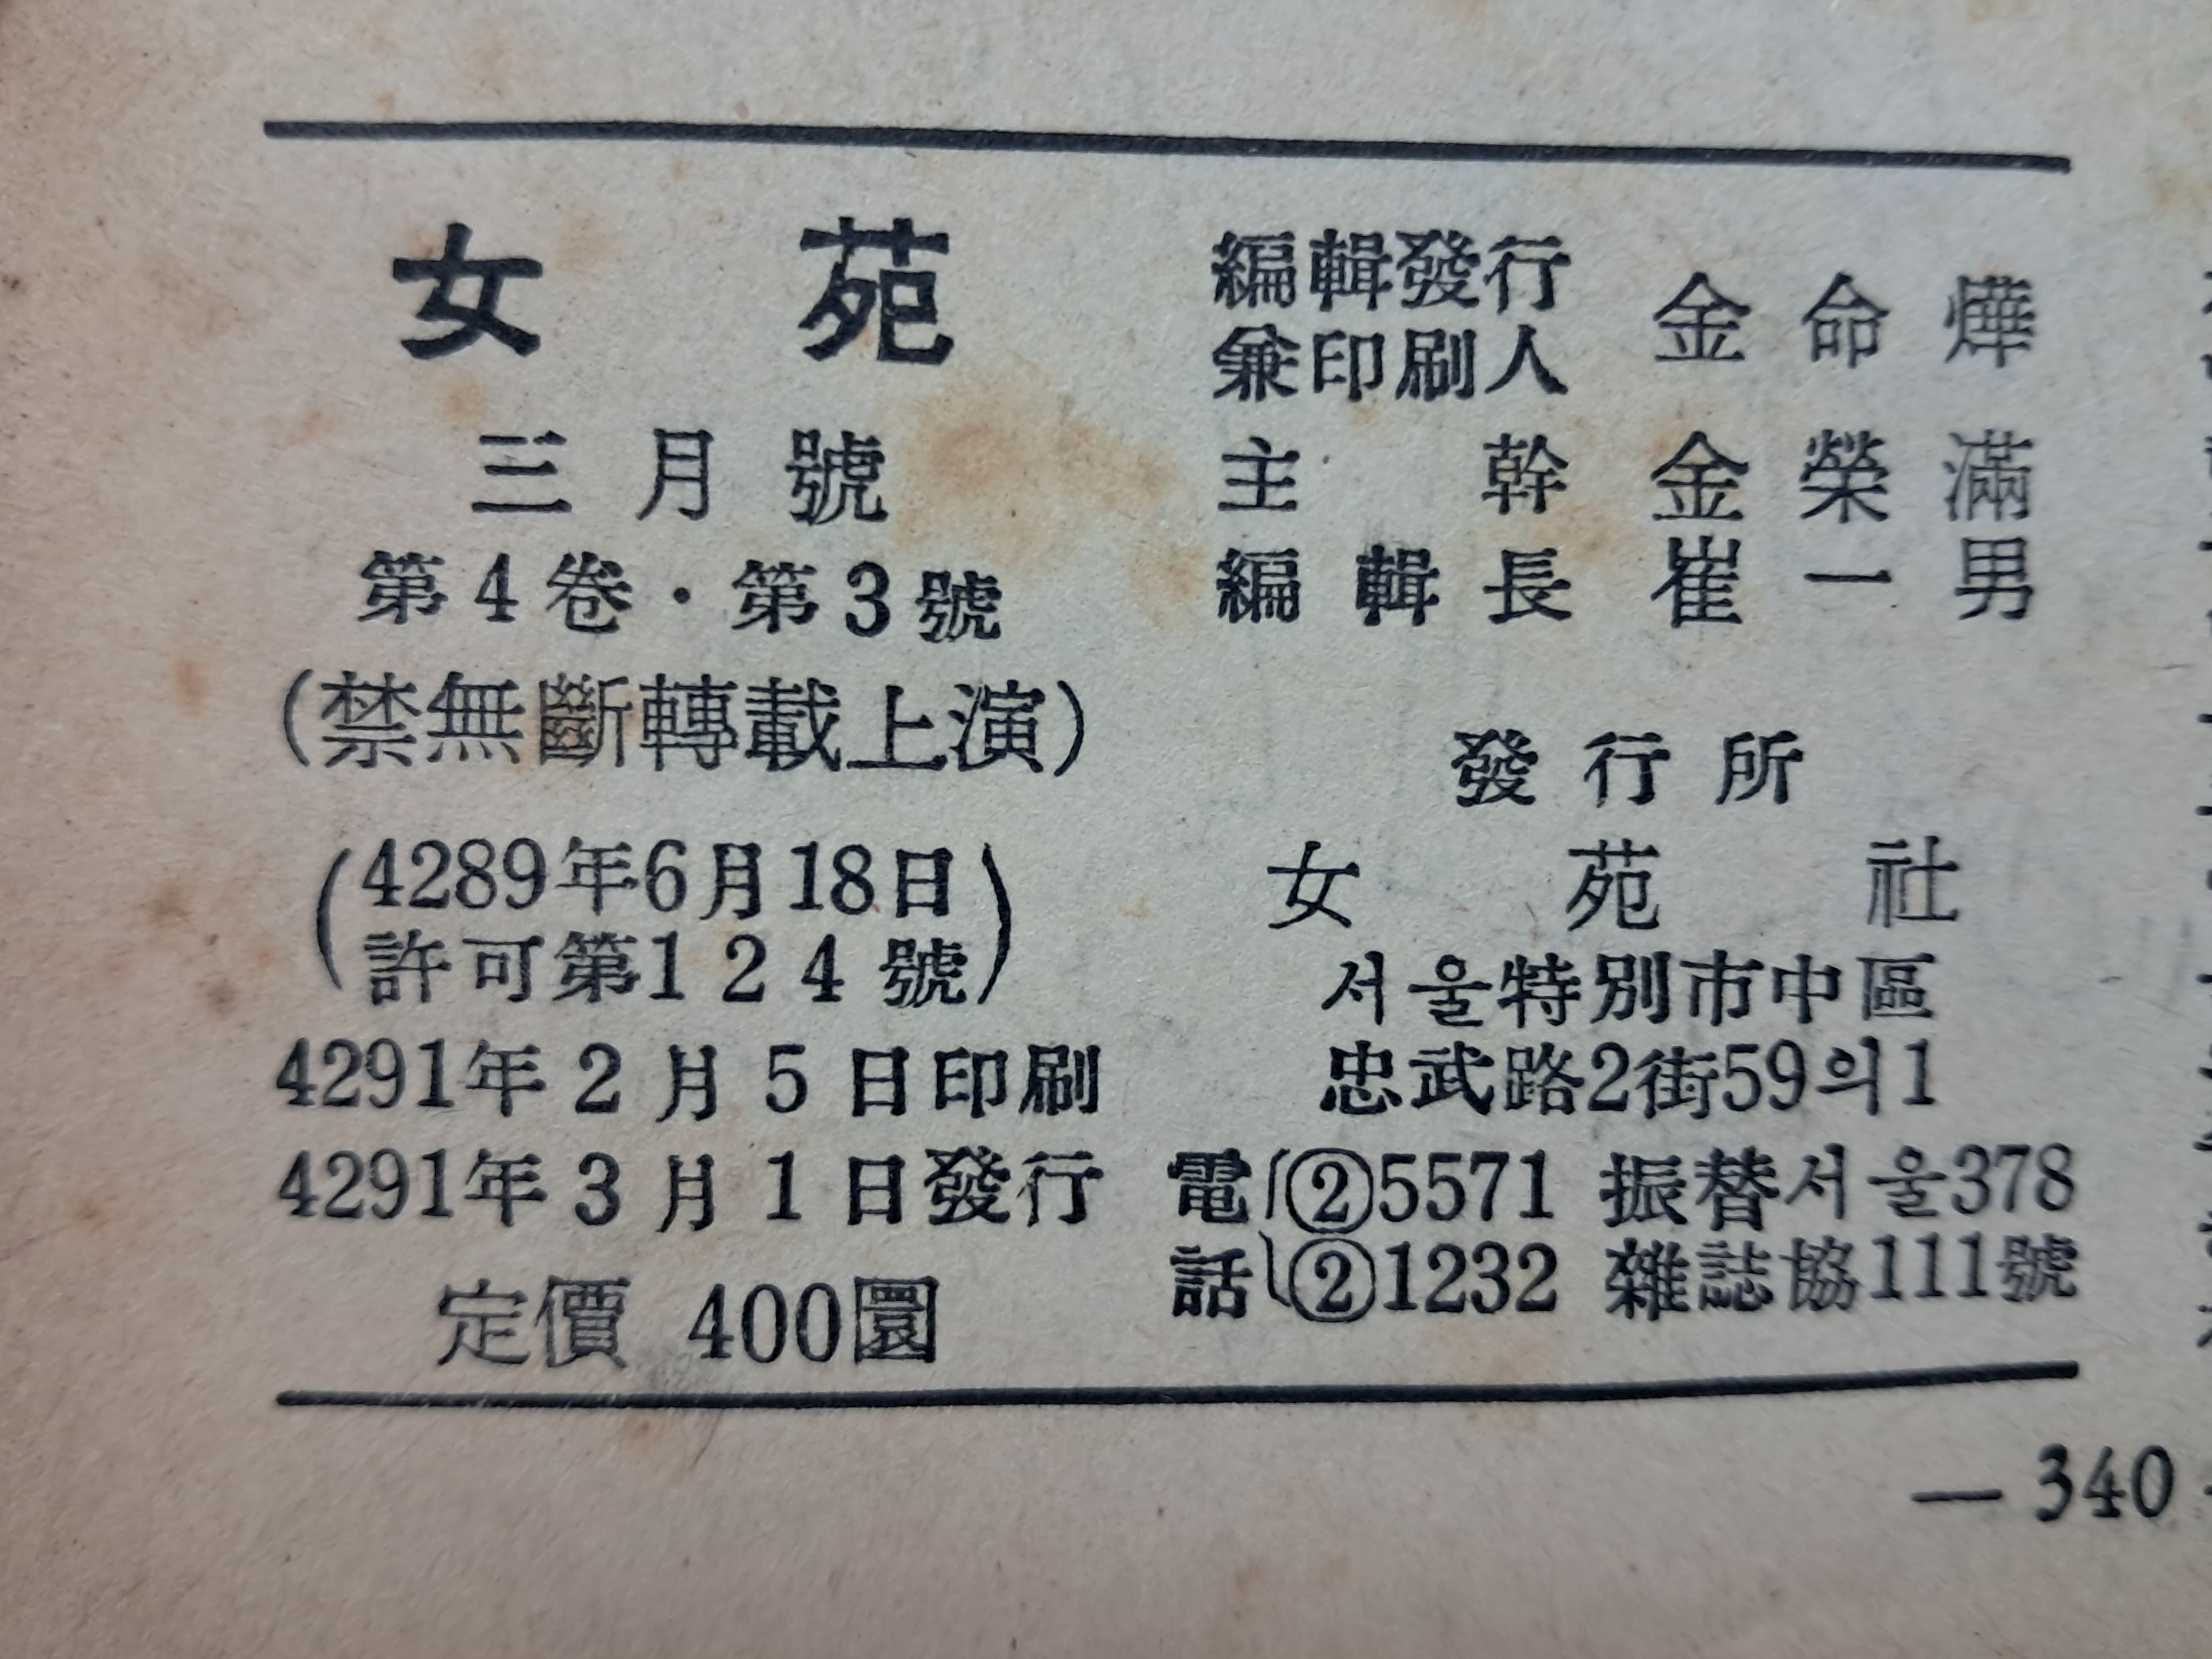 女苑
三月號
第4卷·第3號
(禁無斷轉載上演)
(4289年6月18日
許可第124號)
4291年2月5日印刷
4291年3月1日發行
定價 400圜
編輯發行
兼印刷人 金命燁
主幹 金榮滿
編輯長 崔一男
發行所
女苑社
서울特別市中區
忠武路2街59의1
電話 ②5571 振替서울378
②1232 雜誌協111號
—340